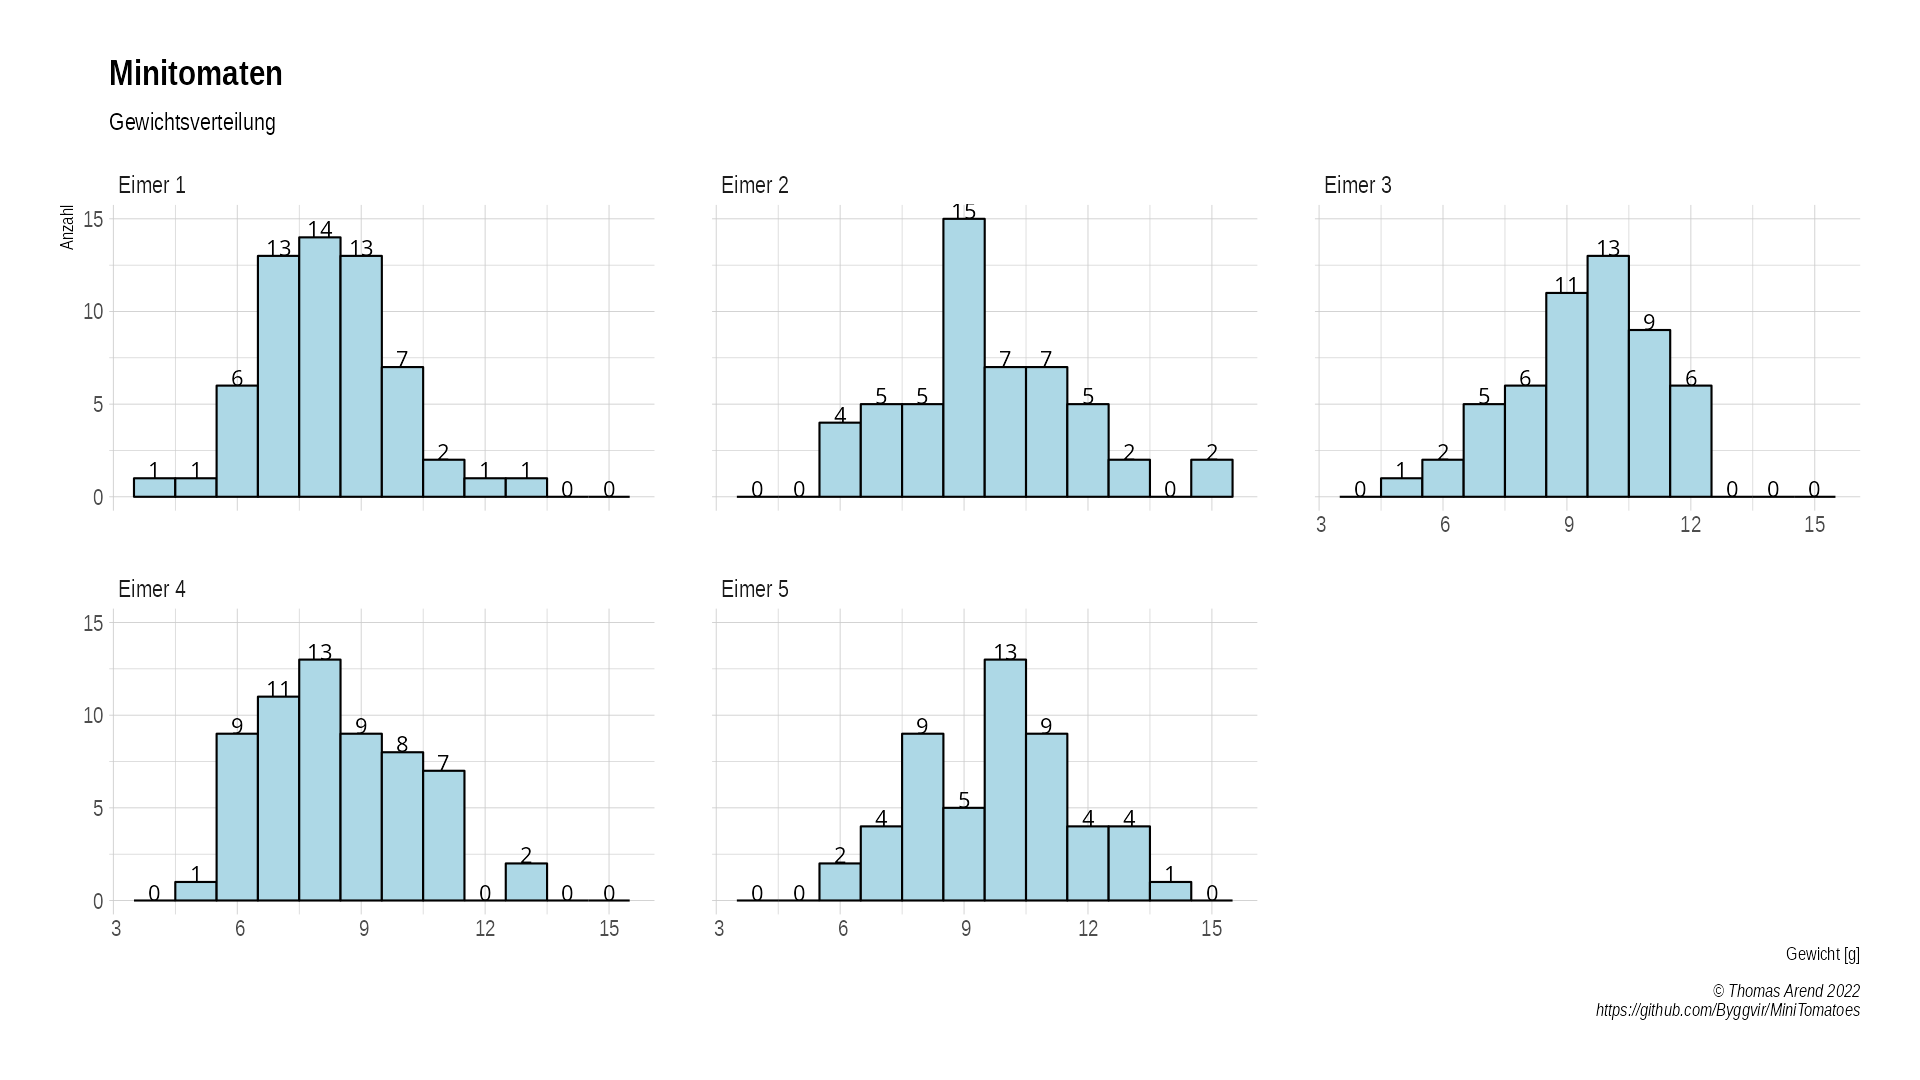 Minitomaten
Gewichtsverteilung
Eimer 1
Anzahl
15
10
5
0
1 1 6 13 14 13 7 2 1 1 0 0
Eimer 2
0 0 4 5 5 15 7 7 5 2 0 2
Eimer 3
0 1 2 5 6 11 13 9 6 0 0 0
3 6 9 12 15
Eimer 4
15
10
5
0
0 1 9 11 13 9 8 7 0 2 0 0
3 6 9 12 15
Eimer 5
0 0 2 4 9 5 13 9 4 4 1 0
3 6 9 12 15
Gewicht [g]
© Thomas Arend 2022
https://github.com/Byggvir/MiniTomatoes